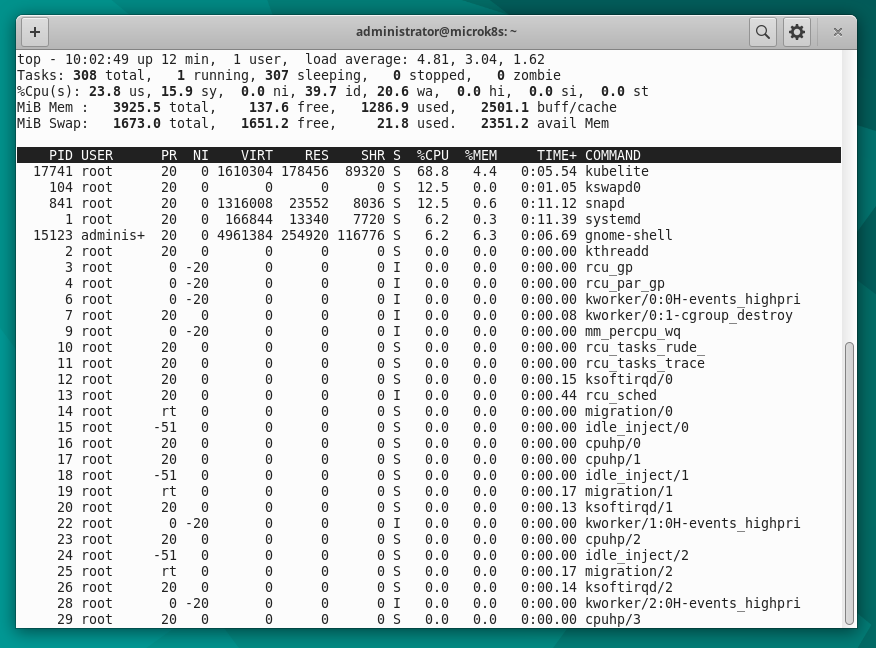 administrator@microk8s: ~
top - 10:02:49 up 12 min,  1 user,  load average: 4.81, 3.04, 1.62
Tasks: 308 total,   1 running, 307 sleeping,   0 stopped,   0 zombie
%Cpu(s): 23.8 us, 15.9 sy,  0.0 ni, 39.7 id, 20.6 wa,  0.0 hi,  0.0 si,  0.0 st
MiB Mem :   3925.5 total,    137.6 free,   1286.9 used,   2501.1 buff/cache
MiB Swap:   1673.0 total,   1651.2 free,     21.8 used.   2351.2 avail Mem
PID USER      PR  NI    VIRT    RES    SHR S  %CPU  %MEM     TIME+ COMMAND
17741 root      20   0 1610304 178456  89320 S  68.8   4.4   0:05.54 kubelite
104 root      20   0       0      0      0 S  12.5   0.0   0:01.05 kswapd0
841 root      20   0 1316008  23552   8036 S  12.5   0.6   0:11.12 snapd
1 root      20   0  166844  13340   7720 S   6.2   0.3   0:11.39 systemd
15123 adminis+  20   0 4961384 254920 116776 S   6.2   6.3   0:06.69 gnome-shell
2 root      20   0       0      0      0 S   0.0   0.0   0:00.00 kthreadd
3 root       0 -20       0      0      0 I   0.0   0.0   0:00.00 rcu_gp
4 root       0 -20       0      0      0 I   0.0   0.0   0:00.00 rcu_par_gp
6 root       0 -20       0      0      0 I   0.0   0.0   0:00.00 kworker/0:0H-events_highpri
7 root      20   0       0      0      0 I   0.0   0.0   0:00.08 kworker/0:1-cgroup_destroy
9 root       0 -20       0      0      0 I   0.0   0.0   0:00.00 mm_percpu_wq
10 root      20   0       0      0      0 S   0.0   0.0   0:00.00 rcu_tasks_rude_
11 root      20   0       0      0      0 S   0.0   0.0   0:00.00 rcu_tasks_trace
12 root      20   0       0      0      0 S   0.0   0.0   0:00.15 ksoftirqd/0
13 root      20   0       0      0      0 I   0.0   0.0   0:00.44 rcu_sched
14 root      rt   0       0      0      0 S   0.0   0.0   0:00.00 migration/0
15 root     -51   0       0      0      0 S   0.0   0.0   0:00.00 idle_inject/0
16 root      20   0       0      0      0 S   0.0   0.0   0:00.00 cpuhp/0
17 root      20   0       0      0      0 S   0.0   0.0   0:00.00 cpuhp/1
18 root     -51   0       0      0      0 S   0.0   0.0   0:00.00 idle_inject/1
19 root      rt   0       0      0      0 S   0.0   0.0   0:00.17 migration/1
20 root      20   0       0      0      0 S   0.0   0.0   0:00.13 ksoftirqd/1
22 root       0 -20       0      0      0 I   0.0   0.0   0:00.00 kworker/1:0H-events_highpri
23 root      20   0       0      0      0 S   0.0   0.0   0:00.00 cpuhp/2
24 root     -51   0       0      0      0 S   0.0   0.0   0:00.00 idle_inject/2
25 root      rt   0       0      0      0 S   0.0   0.0   0:00.17 migration/2
26 root      20   0       0      0      0 S   0.0   0.0   0:00.14 ksoftirqd/2
28 root       0 -20       0      0      0 I   0.0   0.0   0:00.00 kworker/2:0H-events_highpri
29 root      20   0       0      0      0 S   0.0   0.0   0:00.00 cpuhp/3